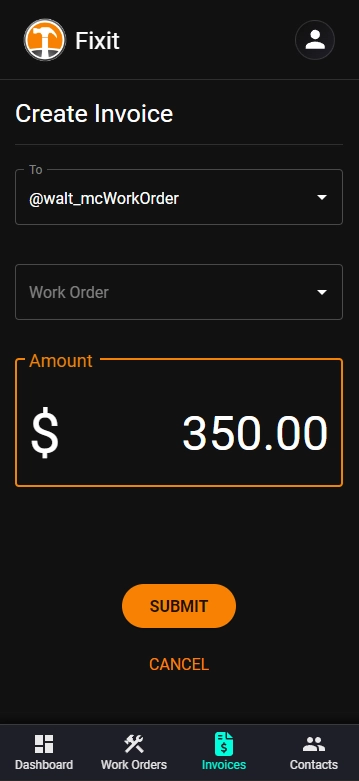 Fixit
Create Invoice
To
@walt_mcWorkOrder
Work Order
Amount
$ 350.00
SUBMIT
CANCEL
Dashboard Work Orders Invoices Contacts